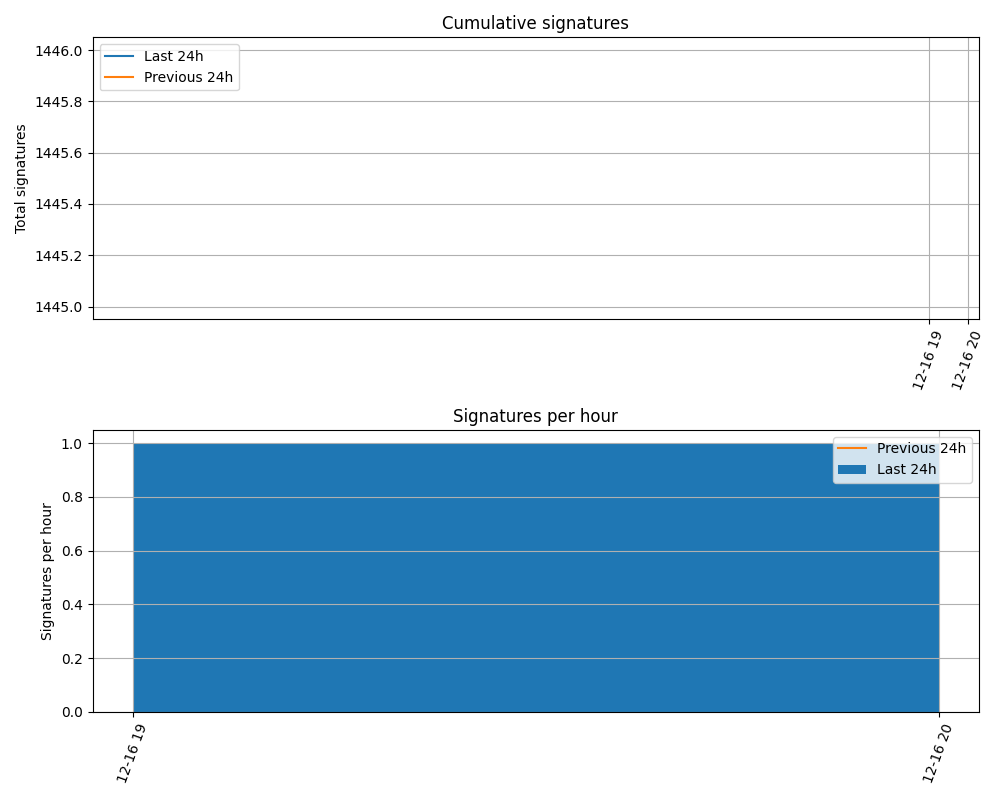 Cumulative signatures
1446.0
1445.8
1445.6
1445.4
1445.2
1445.0
Total signatures
Last 24h
Previous 24h
12-16 19
12-16 20
Signatures per hour
1.0
0.8
0.6
0.4
0.2
0.0
Signatures per hour
Previous 24h
Last 24h
12-16 19
12-16 20